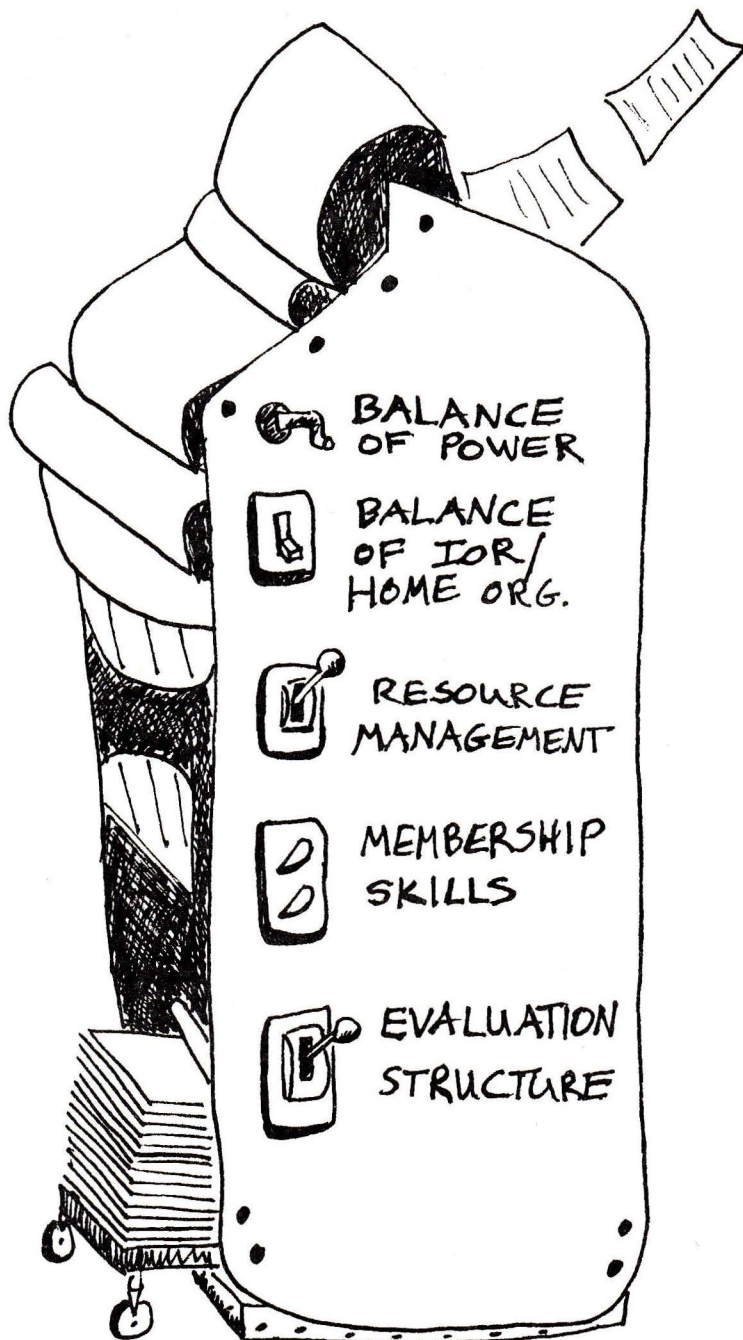 BALANCE
OF POWER
BALANCE
OF IOR/
HOME ORG.
RESOURCE
MANAGEMENT
MEMBERSHIP
SKILLS
EVALUATION
STRUCTURE